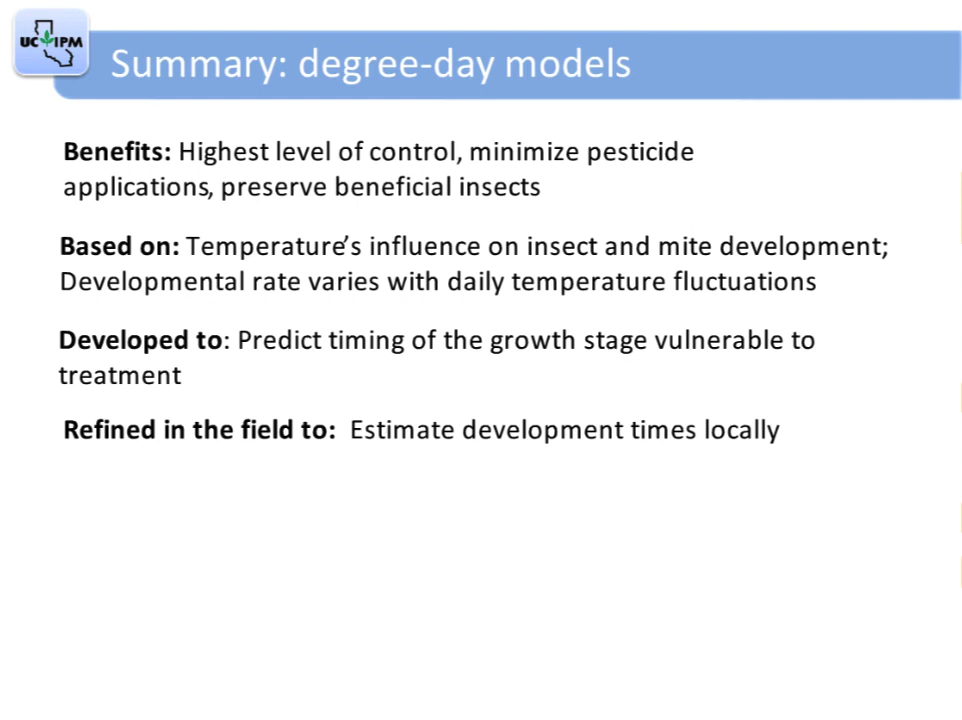 UC IPM
Summary: degree-day models
Benefits: Highest level of control, minimize pesticide
applications, preserve beneficial insects
Based on: Temperature’s influence on insect and mite development;
Developmental rate varies with daily temperature fluctuations
Developed to: Predict timing of the growth stage vulnerable to
treatment
Refined in the field to: Estimate development times locally